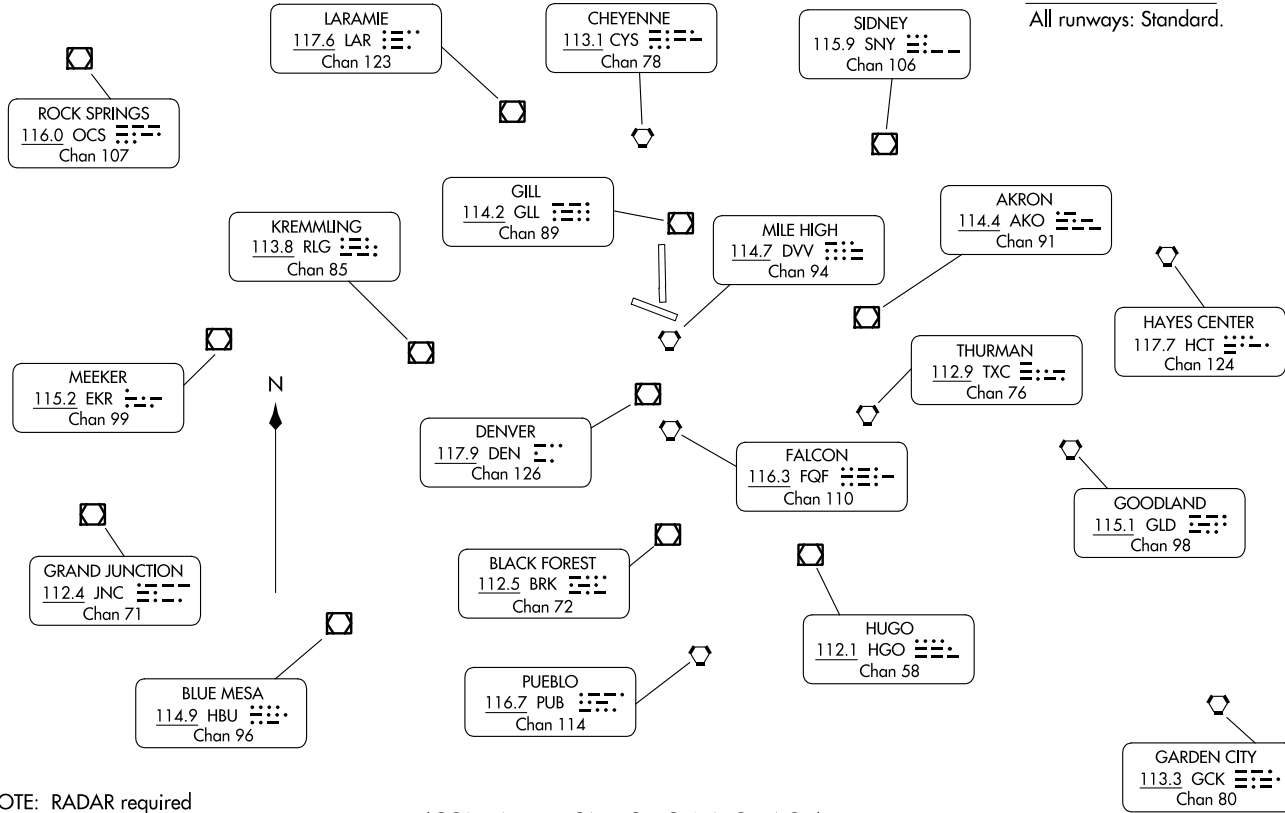 All runways: Standard.
LARAMIE
117.6 LAR
Chan 123
CHEYENNE
113.1 CYS
Chan 78
SIDNEY
115.9 SNY
Chan 106
ROCK SPRINGS
116.0 OCS
Chan 107
GILL
114.2 GLL
Chan 89
AKRON
114.4 AKO
Chan 91
KREMMLING
113.8 RLG
Chan 85
MILE HIGH
114.7 DVV
Chan 94
HAYES CENTER
117.7 HCT
Chan 124
MEEKER
115.2 EKR
Chan 99
N
THURMAN
112.9 TXC
Chan 76
DENVER
117.9 DEN
Chan 126
FALCON
116.3 FQF
Chan 110
GOODLAND
115.1 GLD
Chan 98
GRAND JUNCTION
112.4 JNC
Chan 71
BLACK FOREST
112.5 BRK
Chan 72
HUGO
112.1 HGO
Chan 58
BLUE MESA
114.9 HBU
Chan 96
PUEBLO
116.7 PUB
Chan 114
GARDEN CITY
113.3 GCK
Chan 80
OTE: RADAR required